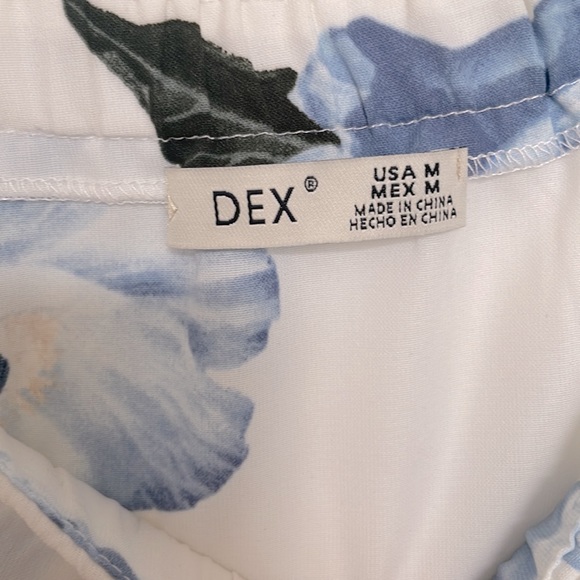 DEX®
USA M
MEX M
MADE IN CHINA
HECHO EN CHINA